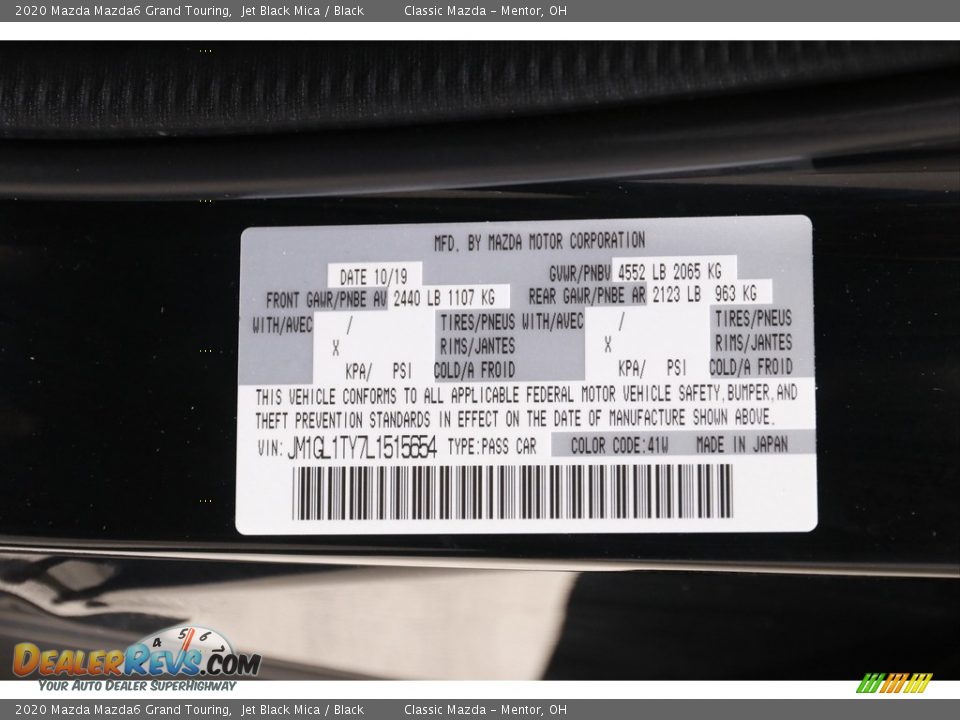 2020 Mazda Mazda6 Grand Touring, Jet Black Mica / Black Classic Mazda - Mentor, OH
MFD. BY MAZDA MOTOR CORPORATION
DATE 10/19 GVWR/PNBV 4552 LB 2065 KG
FRONT GAWR/PNBE AV 2440 LB 1107 KG REAR GAWR/PNBE AR 2123 LB 963 KG
WITH/AVEC / TIRES/PNEUS WITH/AVEC / TIRES/PNEUS
X RIMS/JANTES X RIMS/JANTES
KPA/ PSI COLD/A FROID KPA/ PSI COLD/A FROID
THIS VEHICLE CONFORMS TO ALL APPLICABLE FEDERAL MOTOR VEHICLE SAFETY,BUMPER,AND
THEFT PREVENTION STANDARDS IN EFFECT ON THE DATE OF MANUFACTURE SHOWN ABOVE.
VIN: JM1GL1TY7L1515654 TYPE:PASS CAR COLOR CODE:41W MADE IN JAPAN
4 5 6 7
DEALERREVS.COM
YOUR AUTO DEALER SUPERHIGHWAY
2020 Mazda Mazda6 Grand Touring, Jet Black Mica / Black Classic Mazda - Mentor, OH